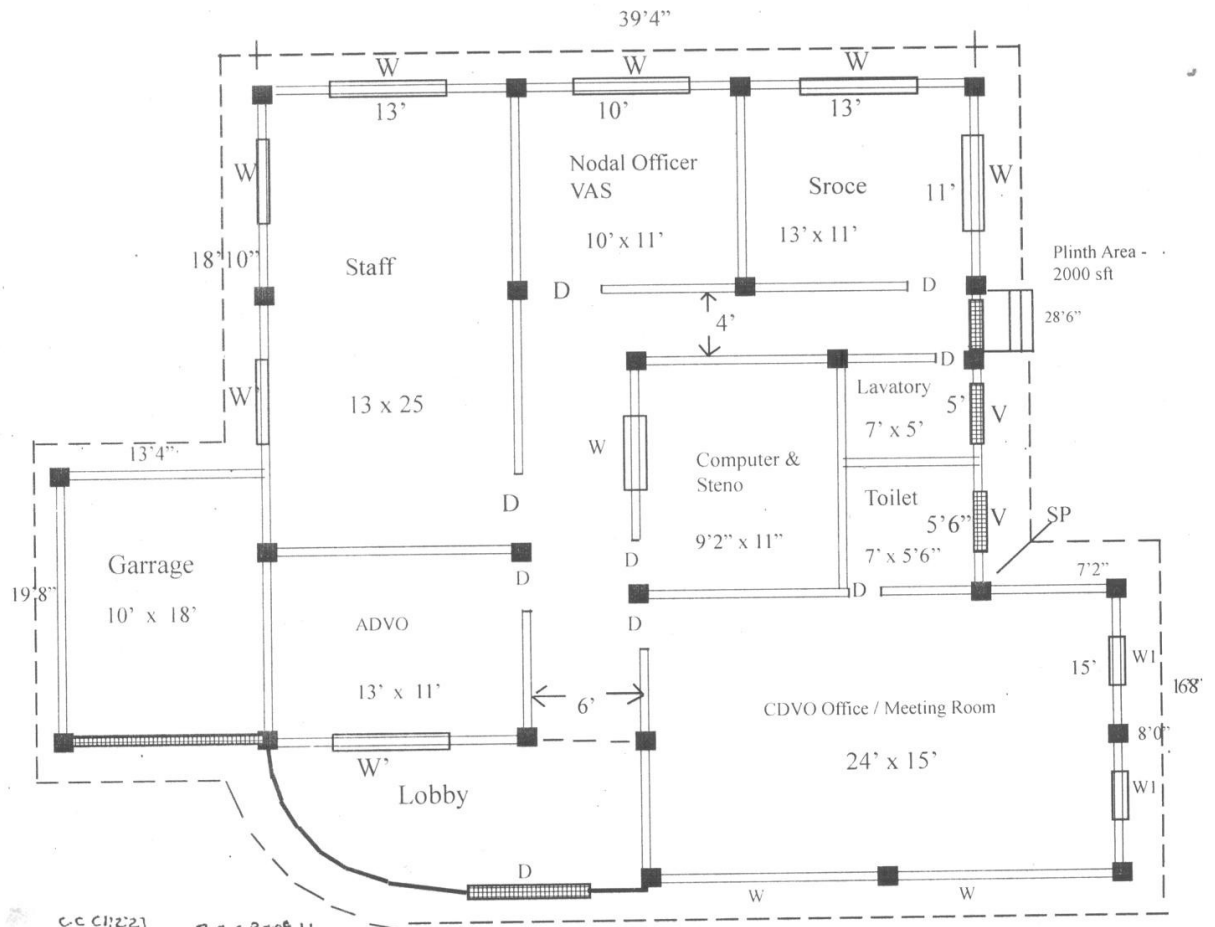 39'4"
W
W
W
13'
10'
13'
Nodal Officer
VAS
W
Sroce
11'
W
18'10"
10' x 11'
13' x 11'
Plinth Area -
2000 sft
Staff
D
D
28'6"
4'
D
Lavatory
5'
V
W'
13 x 25
7' x 5'
W
Computer &
Steno
13'4"
D
Toilet
5'6"
V
SP
9'2" x 11"
7' x 5'6"
D
Garrage
D
7'2"
D
19'8"
10' x 18'
ADVO
D
15'
W1
168'
13' x 11'
6'
CDVO Office / Meeting Room
8'0"
24' x 15'
W'
Lobby
W1
D
W
W